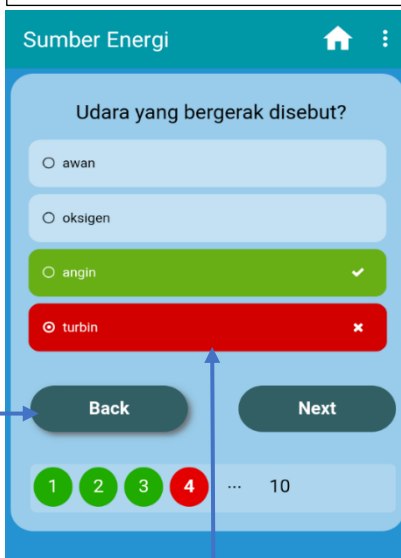 Sumber Energi
Udara yang bergerak disebut?
awan
oksigen
angin
turbin
Back Next
1 2 3 4 ... 10